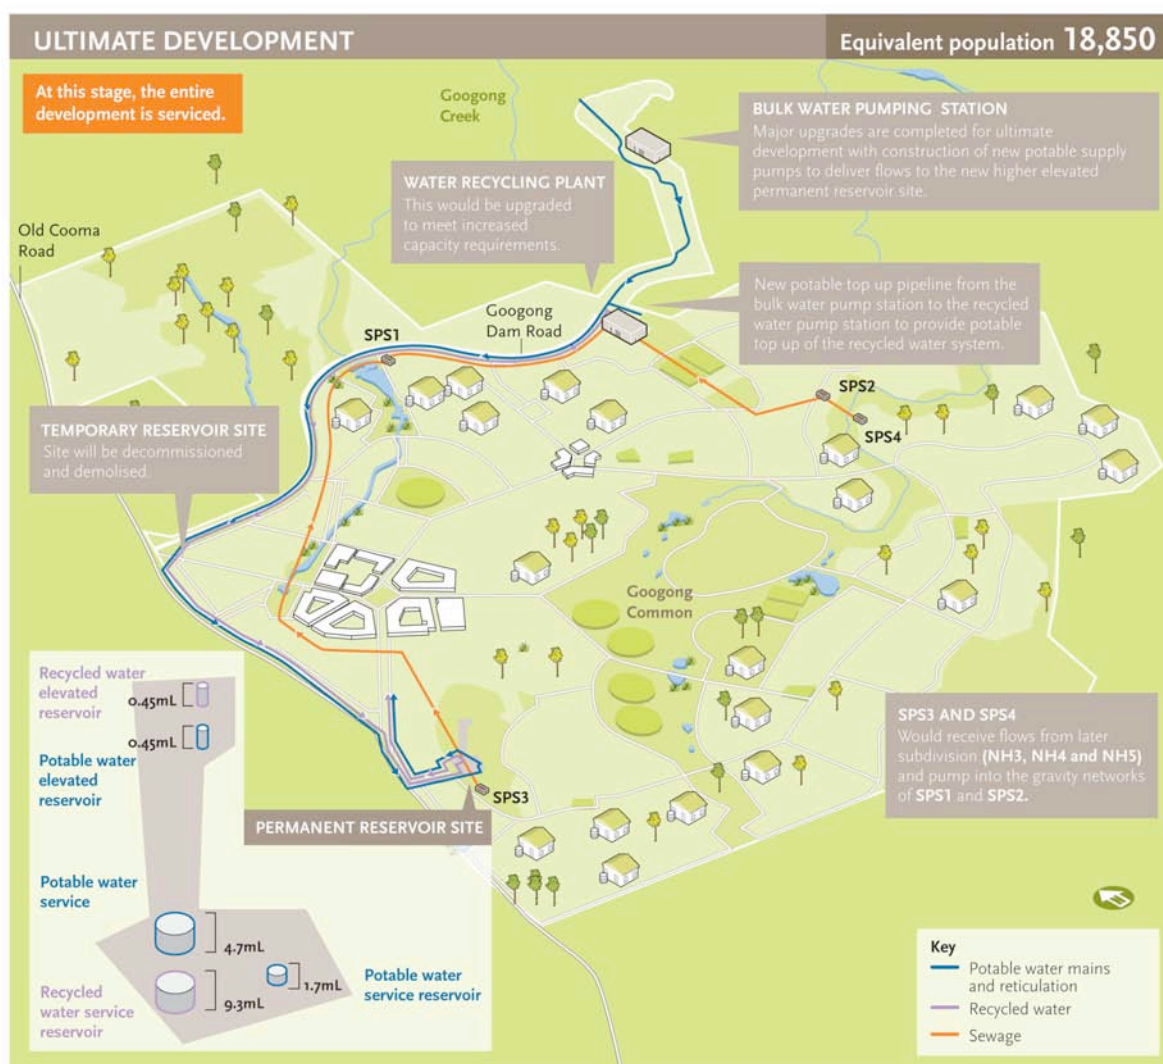 ULTIMATE DEVELOPMENT
Equivalent population 18,850
At this stage, the entire
development is serviced.
Googong
Creek
BULK WATER PUMPING STATION
Major upgrades are completed for ultimate
development with construction of new potable supply
pumps to deliver flows to the new higher elevated
permanent reservoir site.
WATER RECYCLING PLANT
This would be upgraded
to meet increased
capacity requirements.
Old Cooma
Road
New potable top up pipeline from the
bulk water pump station to the recycled
water pump station to provide potable
top up of the recycled water system.
Googong
Dam Road
SPS1
SPS2
SPS4
TEMPORARY RESERVOIR SITE
Site will be decommissioned
and demolised.
Googong
Common
Recycled water
elevated
reservoir
0.45mL
0.45mL
Potable water
elevated
reservoir
SPS3 AND SPS4
Would receive flows from later
subdivision (NH3, NH4 and NH5)
and pump into the gravity networks
of SPS1 and SPS2.
SPS3
PERMANENT RESERVOIR SITE
Potable water
service
4.7mL
1.7mL
Potable water
service reservoir
9.3mL
Recycled
water service
reservoir
Key
Potable water mains
and reticulation
Recycled water
Sewage